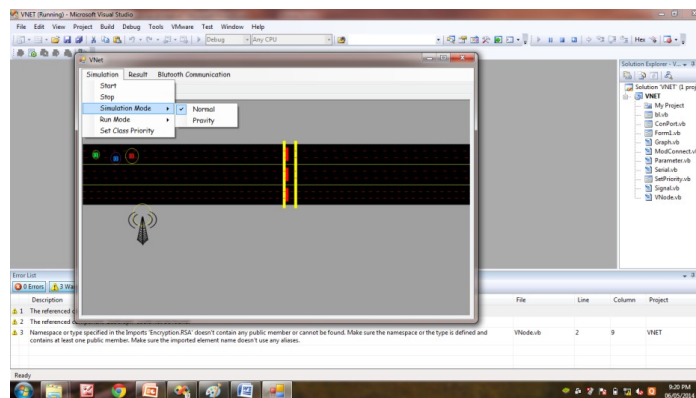 VNET (Running) - Microsoft Visual Studio
File Edit View Project Build Debug Tools VMware Test Window Help
Debug Any CPU Hex
VNet
Simulation Result Blutooth Communication
Start
Stop
Simulation Mode
Run Mode
Set Class Priority
Normal
Pravity
Solution Explorer - V...
Solution 'VNET' (1 proj
VNET
My Project
bl.vb
ConPort.vb
Form1.vb
Graph.vb
ModConnect.vl
Parameter.vb
Serial.vb
SetPriority.vb
Signal.vb
VNode.vb
Error List
0 Errors 3 War
Description File Line Column Project
1 The referenced c
2 The referenced
3 Namespace or type specified in the Imports 'Encryption.RSA' doesn't contain any public member or cannot be found. Make sure the namespace or the type is defined and VNode.vb 2 9 VNET
contains at least one public member. Make sure the imported element name doesn't use any aliases.
Ready
9:20 PM
06/05/2014